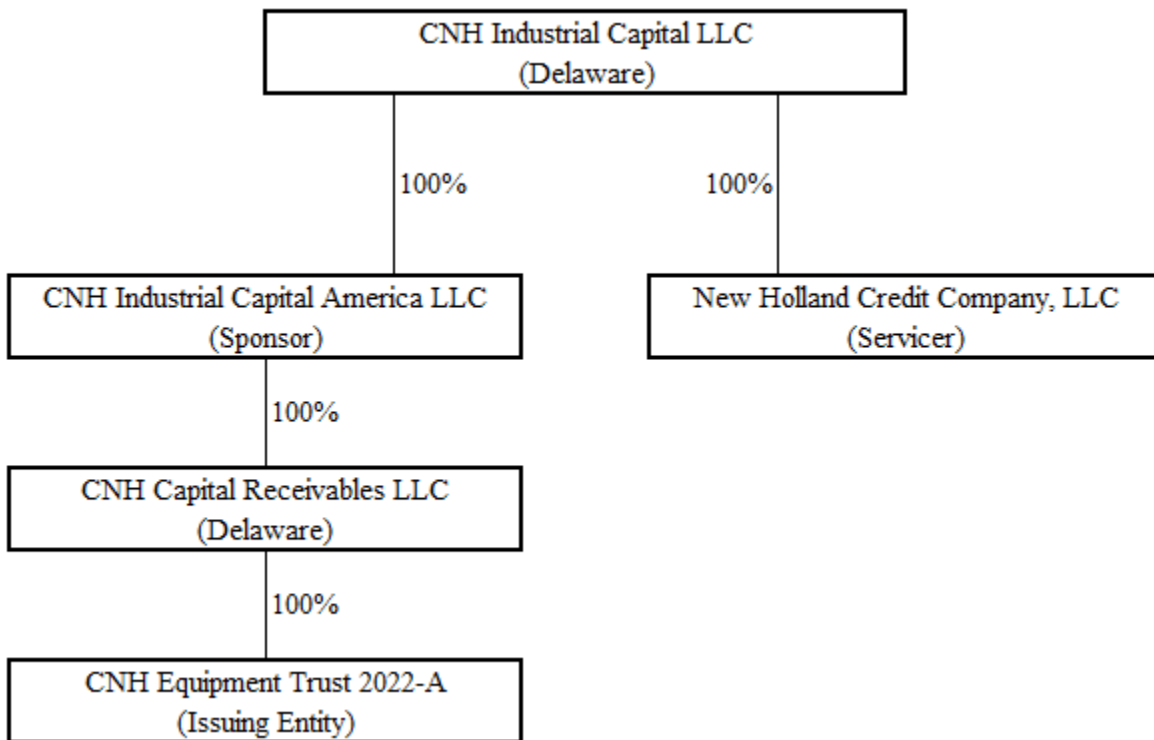 CNH Industrial Capital LLC
(Delaware)
100%
100%
CNH Industrial Capital America LLC
(Sponsor)
New Holland Credit Company, LLC
(Servicer)
100%
CNH Capital Receivables LLC
(Delaware)
100%
CNH Equipment Trust 2022-A
(Issuing Entity)